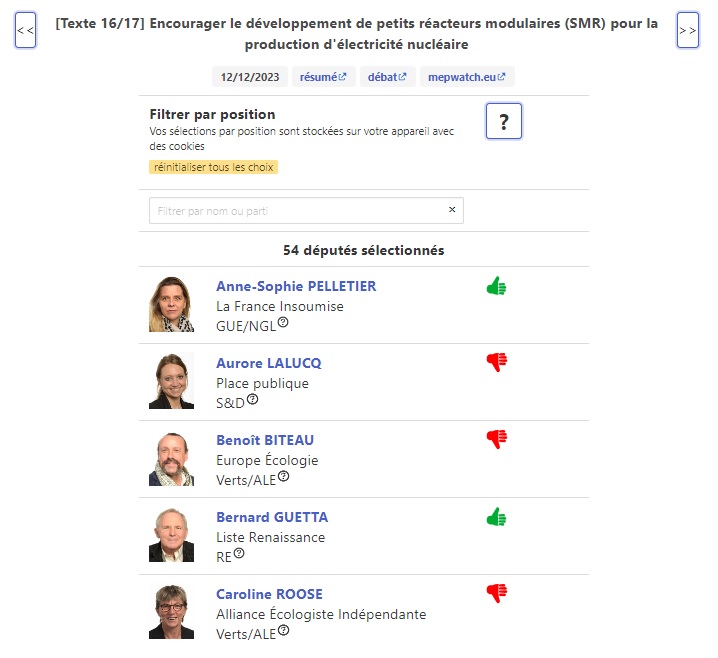 <<
[Texte 16/17] Encourager le développement de petits réacteurs modulaires (SMR) pour la
production d'électricité nucléaire
>>
12/12/2023 résumé débat mepwatch.eu
Filtrer par position
Vos sélections par position sont stockées sur votre appareil avec
des cookies
réinitialiser tous les choix
?
Filtrer par nom ou parti ×
54 députés sélectionnés
Anne-Sophie PELLETIER
La France Insoumise
GUE/NGL?
Aurore LALUCQ
Place publique
S&D?
Benoît BITEAU
Europe Écologie
Verts/ALE?
Bernard GUETTA
Liste Renaissance
RE?
Caroline ROOSE
Alliance Écologiste Indépendante
Verts/ALE?